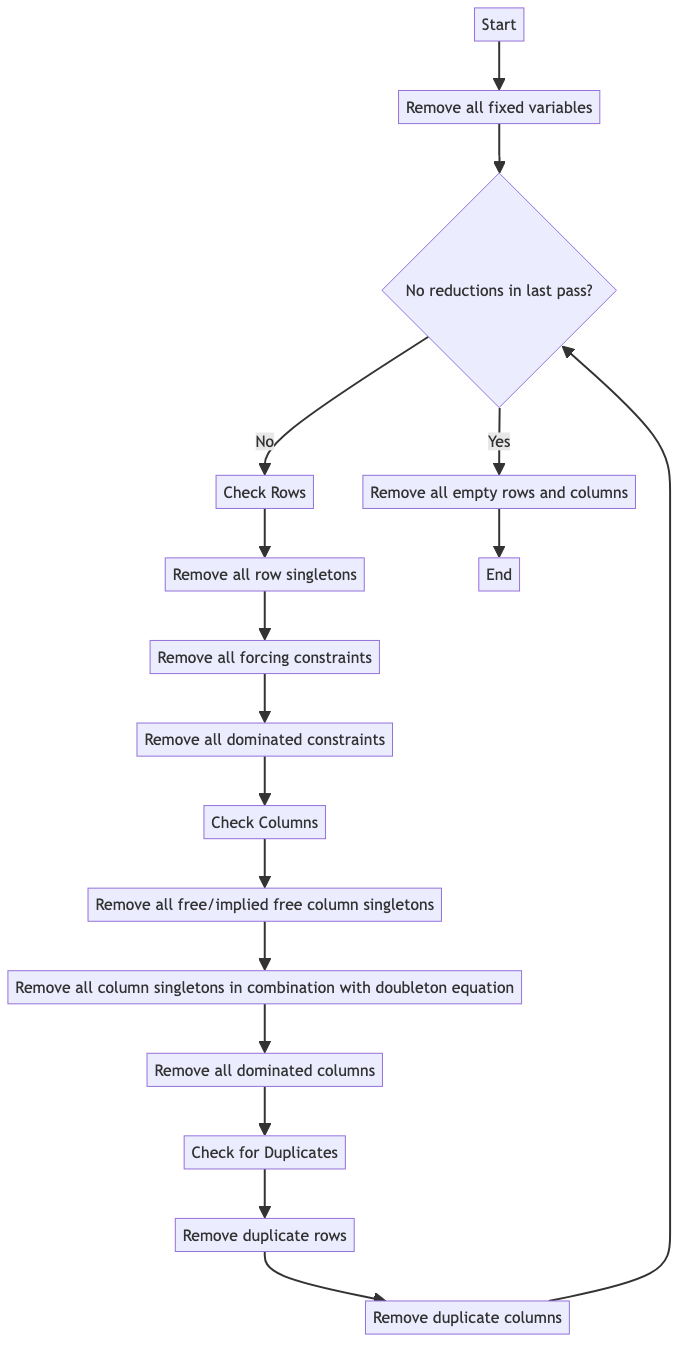 Start
Remove all fixed variables
No reductions in last pass?
No
Yes
Check Rows
Remove all empty rows and columns
Remove all row singletons
End
Remove all forcing constraints
Remove all dominated constraints
Check Columns
Remove all free/implied free column singletons
Remove all column singletons in combination with doubleton equation
Remove all dominated columns
Check for Duplicates
Remove duplicate rows
Remove duplicate columns